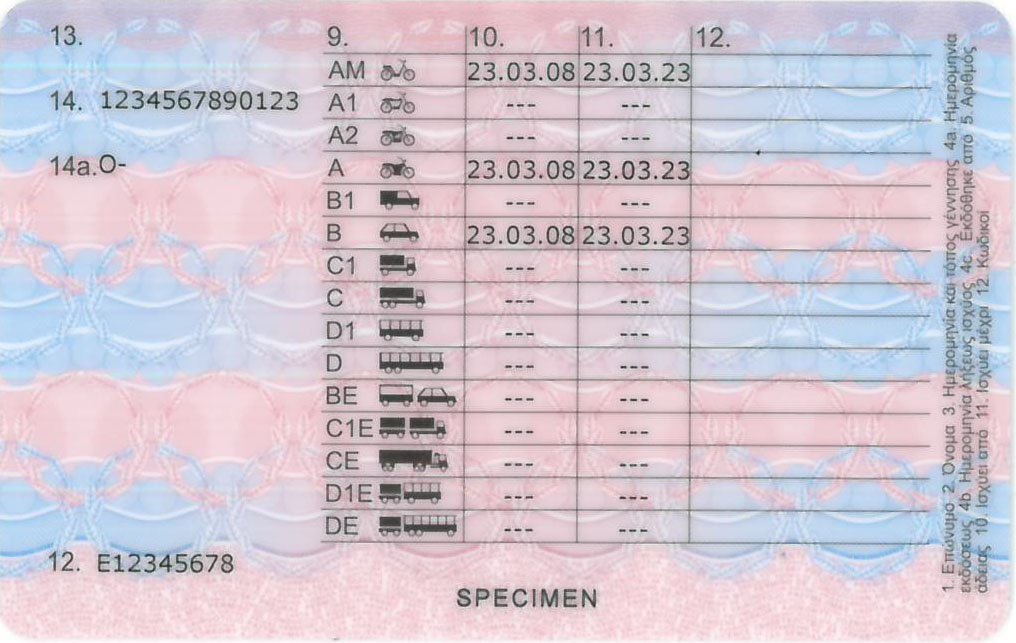 13.
14. 1234567890123
14a.O-
9. 10. 11. 12.
AM 23.03.08 23.03.23
A1 --- ---
A2 --- ---
A 23.03.08 23.03.23
B1 --- ---
B 23.03.08 23.03.23
C1 --- ---
C --- ---
D1 --- ---
D --- ---
BE --- ---
C1E --- ---
CE --- ---
D1E --- ---
DE --- ---
12. E12345678
SPECIMEN
1. Επώνυμο 2. Όνομα 3. Ημερομηνία και τόπος γέννησης 4a. Ημερομηνία
εκδόσεως 4b. Ημερομηνία λήξεως ισχύος 4c. Εκδόθηκε από 5. Αριθμός
άδειας 10. Ισχύει από 11. Ισχύει μέχρι 12. Κωδικοί